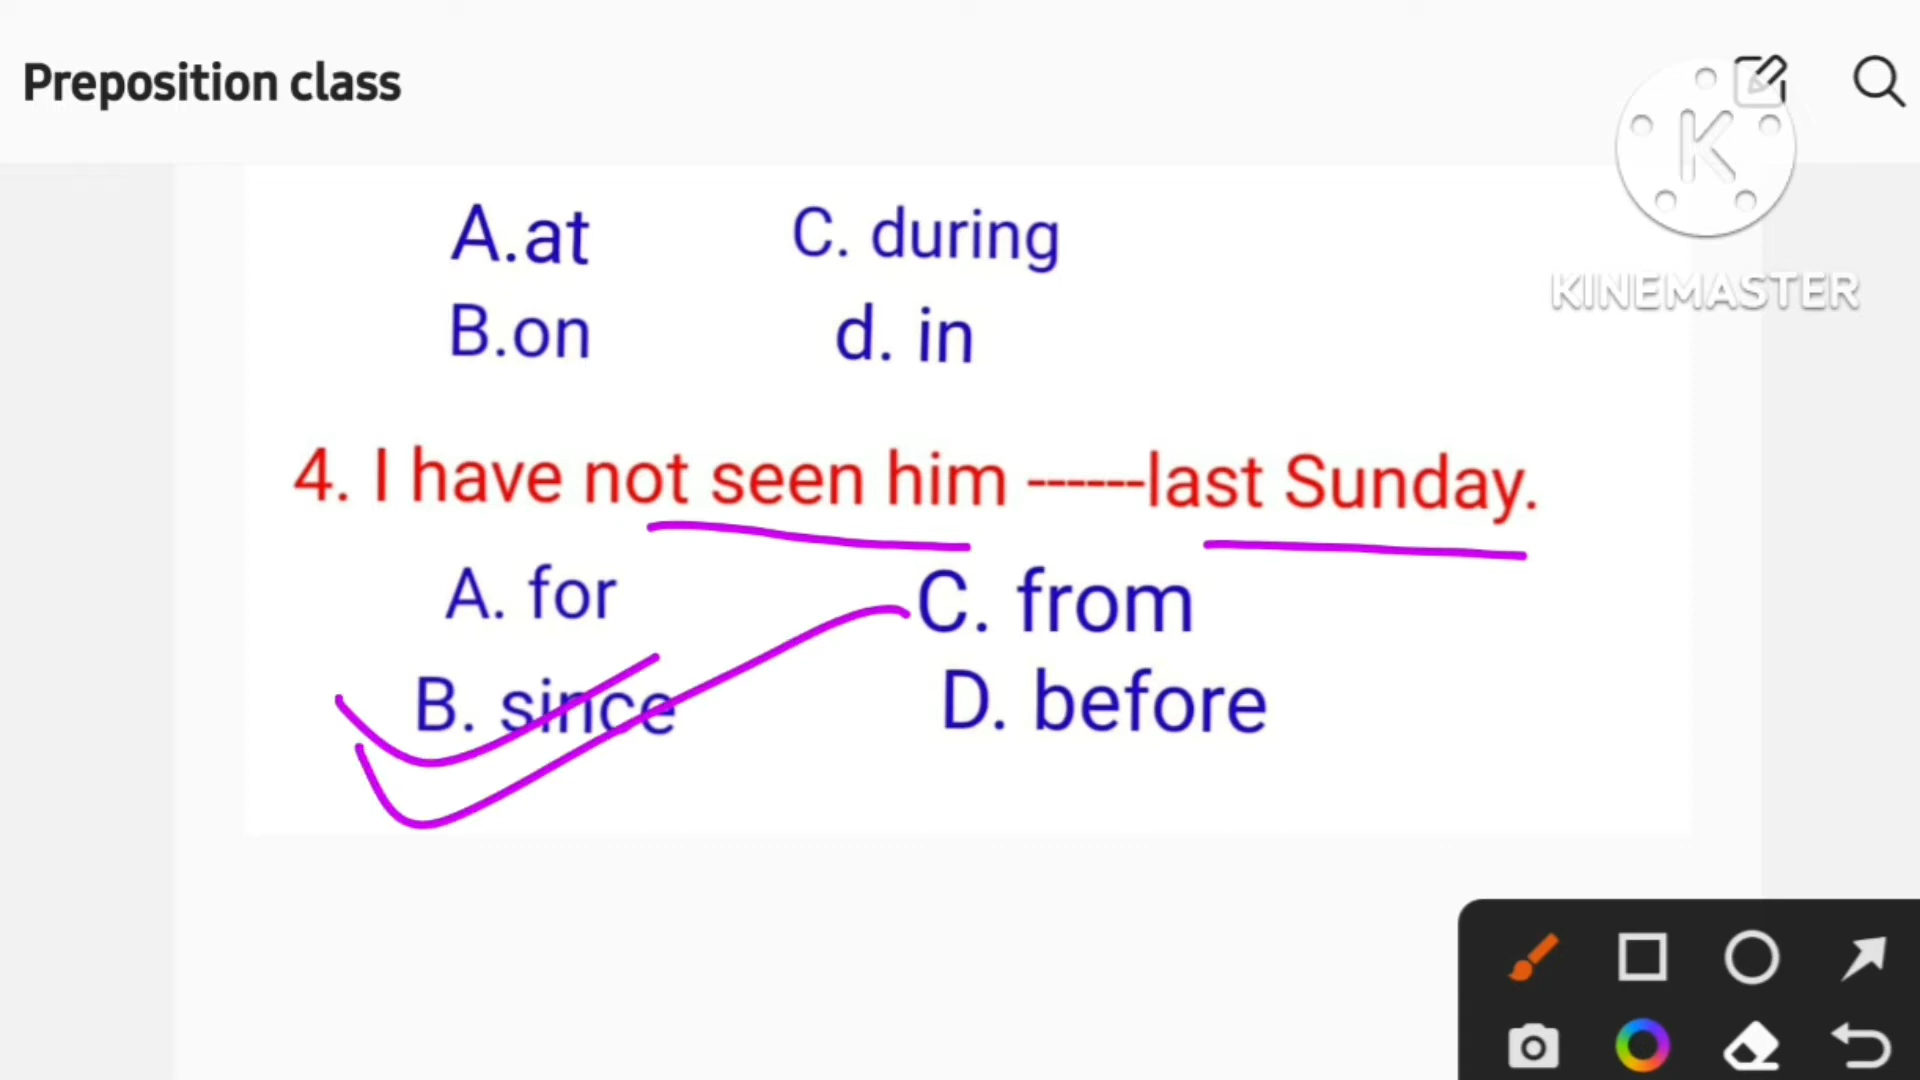 Preposition class
K
KINEMASTER
A.at C. during
B.on d. in
4. I have not seen him ------last Sunday.
A. for C. from
B. since D. before